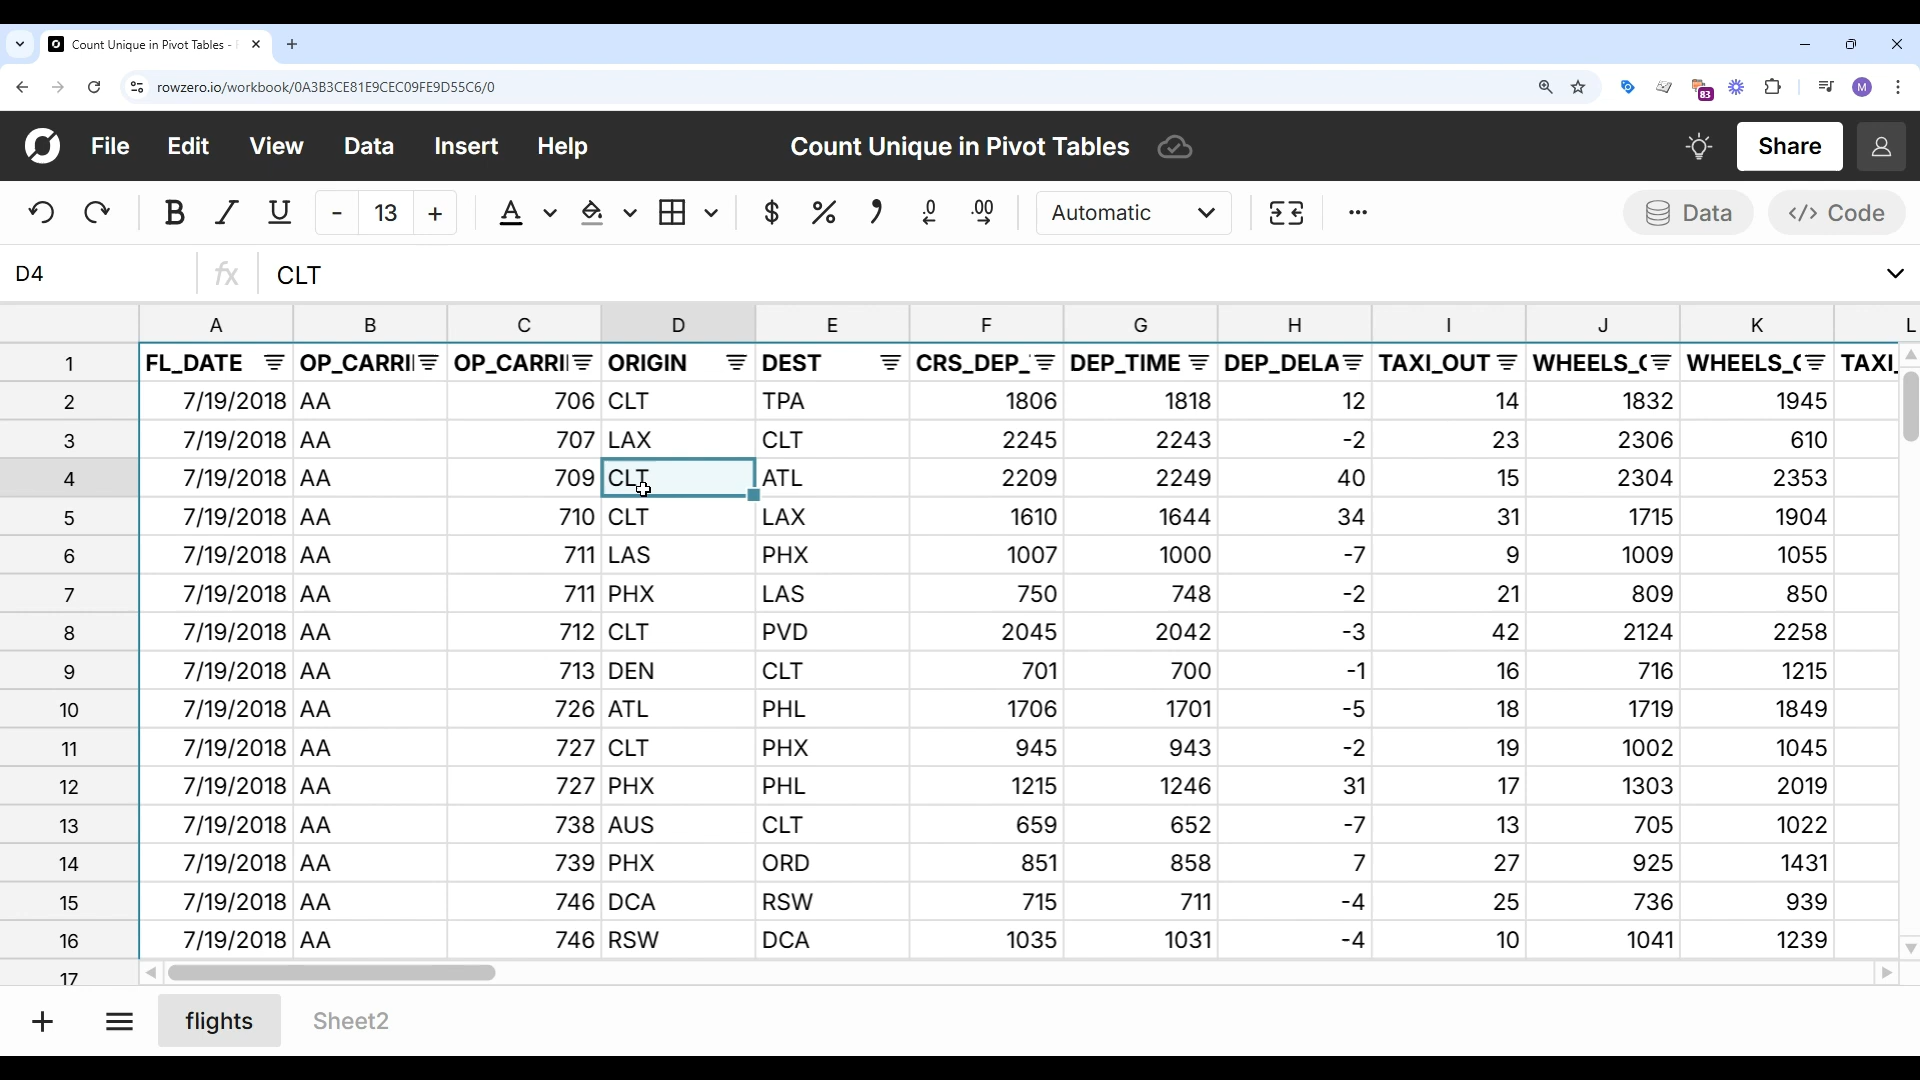 Count Unique in Pivot Tables -
rowzero.io/workbook/0A3B3CE81E9CEC09FE9D55C6/0
83
M
File Edit View Data Insert Help Count Unique in Pivot Tables Share
B I U - 13 + A $ % , .0 .00 Automatic ... Data </> Code
D4 fx CLT
A B C D E F G H I J K L
1 FL_DATE OP_CARRI OP_CARRI ORIGIN DEST CRS_DEP_ DEP_TIME DEP_DELA TAXI_OUT WHEELS_ WHEELS_ TAXI_
2 7/19/2018 AA 706 CLT TPA 1806 1818 12 14 1832 1945
3 7/19/2018 AA 707 LAX CLT 2245 2243 -2 23 2306 610
4 7/19/2018 AA 709 CLT ATL 2209 2249 40 15 2304 2353
5 7/19/2018 AA 710 CLT LAX 1610 1644 34 31 1715 1904
6 7/19/2018 AA 711 LAS PHX 1007 1000 -7 9 1009 1055
7 7/19/2018 AA 711 PHX LAS 750 748 -2 21 809 850
8 7/19/2018 AA 712 CLT PVD 2045 2042 -3 42 2124 2258
9 7/19/2018 AA 713 DEN CLT 701 700 -1 16 716 1215
10 7/19/2018 AA 726 ATL PHL 1706 1701 -5 18 1719 1849
11 7/19/2018 AA 727 CLT PHX 945 943 -2 19 1002 1045
12 7/19/2018 AA 727 PHX PHL 1215 1246 31 17 1303 2019
13 7/19/2018 AA 738 AUS CLT 659 652 -7 13 705 1022
14 7/19/2018 AA 739 PHX ORD 851 858 7 27 925 1431
15 7/19/2018 AA 746 DCA RSW 715 711 -4 25 736 939
16 7/19/2018 AA 746 RSW DCA 1035 1031 -4 10 1041 1239
17
+ flights Sheet2